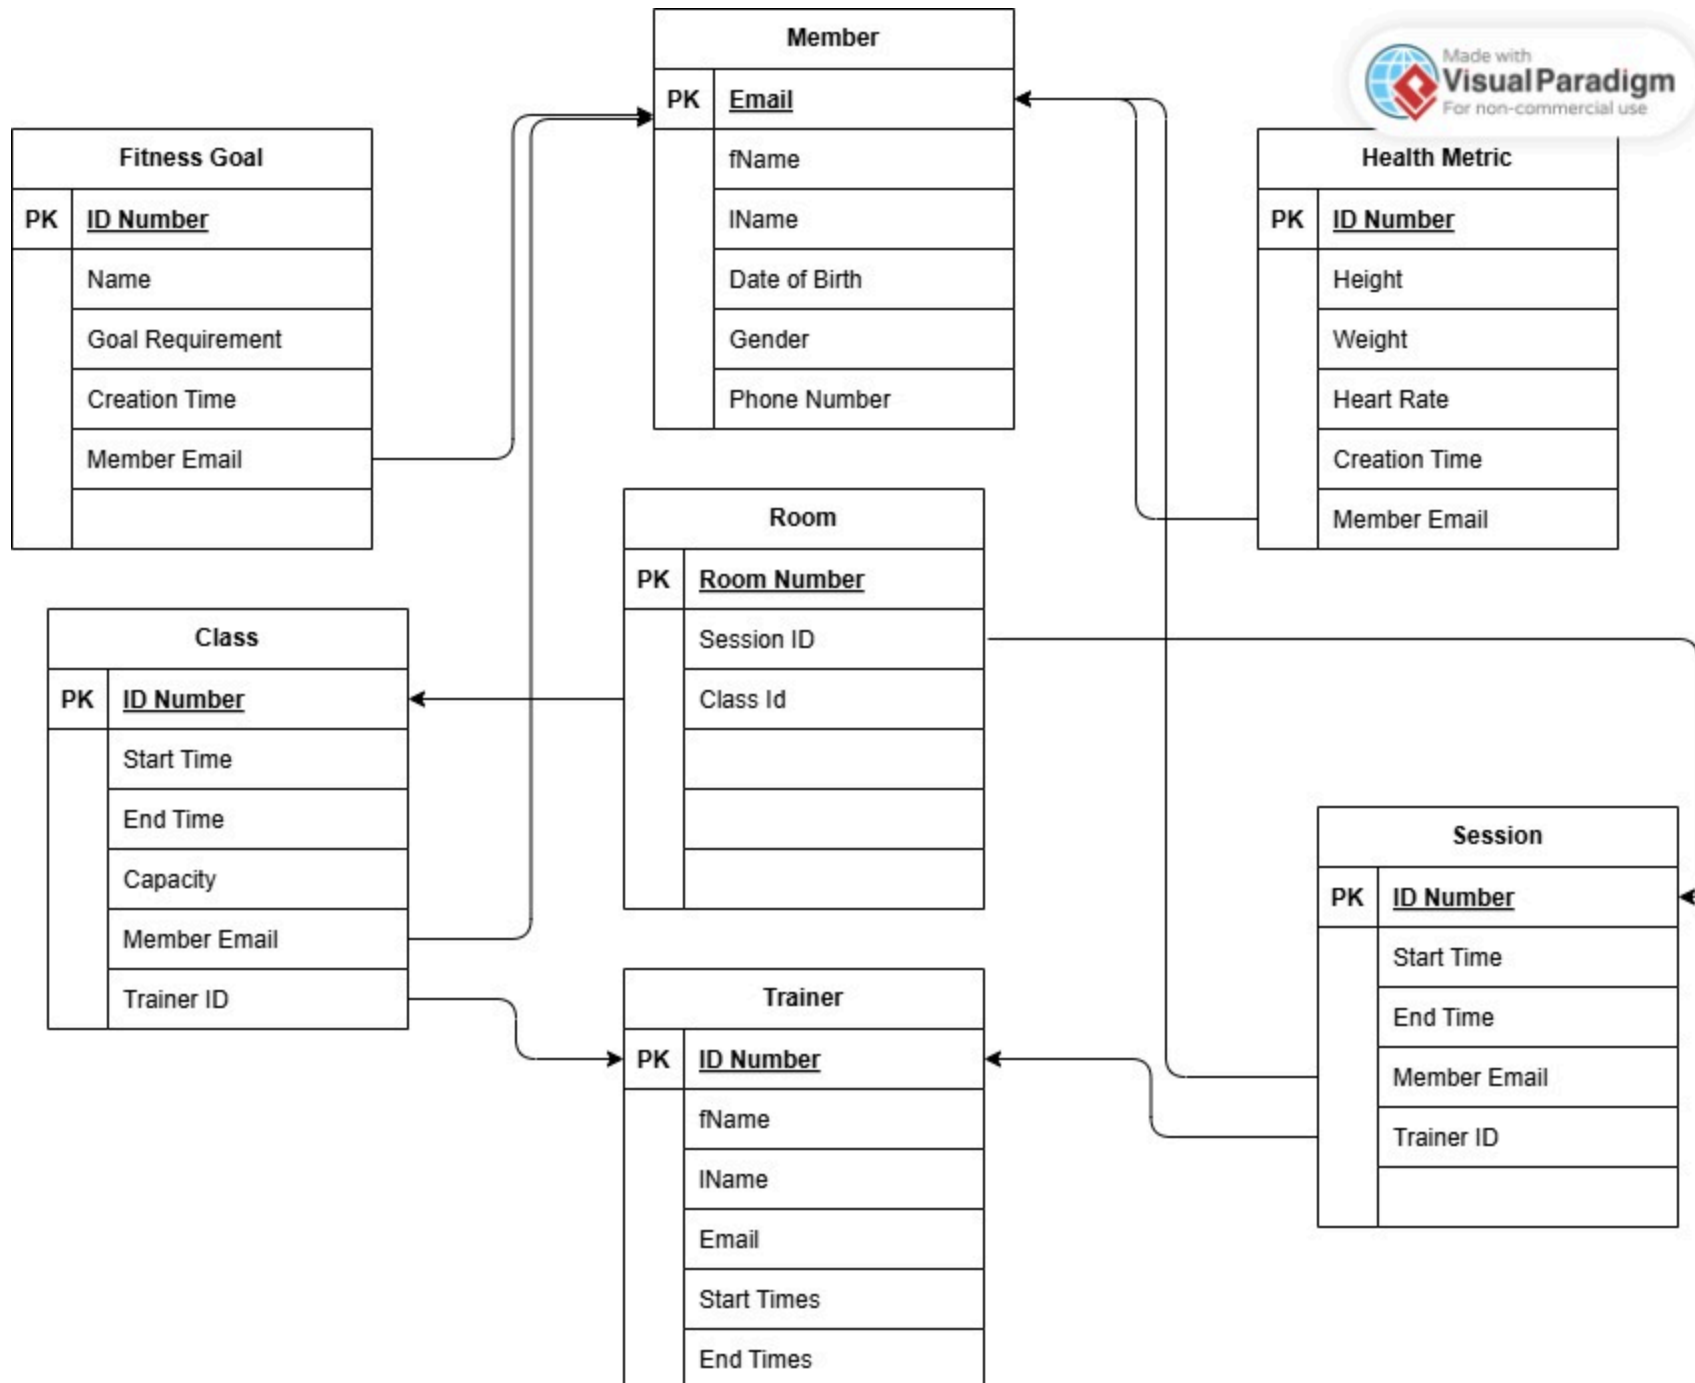 Member
PK Email
fName
lName
Date of Birth
Gender
Phone Number
Made with
Visual Paradigm
For non-commercial use
Fitness Goal
PK ID Number
Name
Goal Requirement
Creation Time
Member Email
Health Metric
PK ID Number
Height
Weight
Heart Rate
Creation Time
Member Email
Room
PK Room Number
Session ID
Class Id
Class
PK ID Number
Start Time
End Time
Capacity
Member Email
Trainer ID
Session
PK ID Number
Start Time
End Time
Member Email
Trainer ID
Trainer
PK ID Number
fName
lName
Email
Start Times
End Times